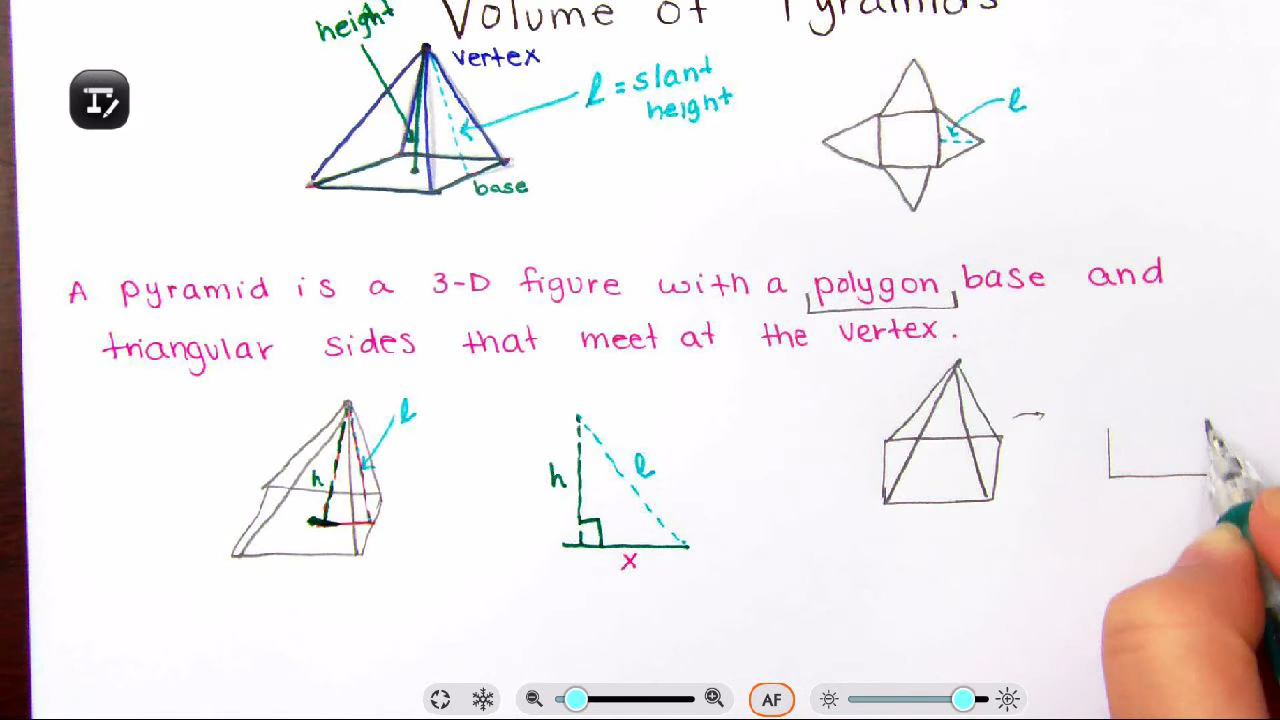 Volume of Pyramids
height
vertex
l = slant
height
base
l
A pyramid is a 3-D figure with a polygon base and
triangular sides that meet at the vertex.
l
h
h
l
x
AF